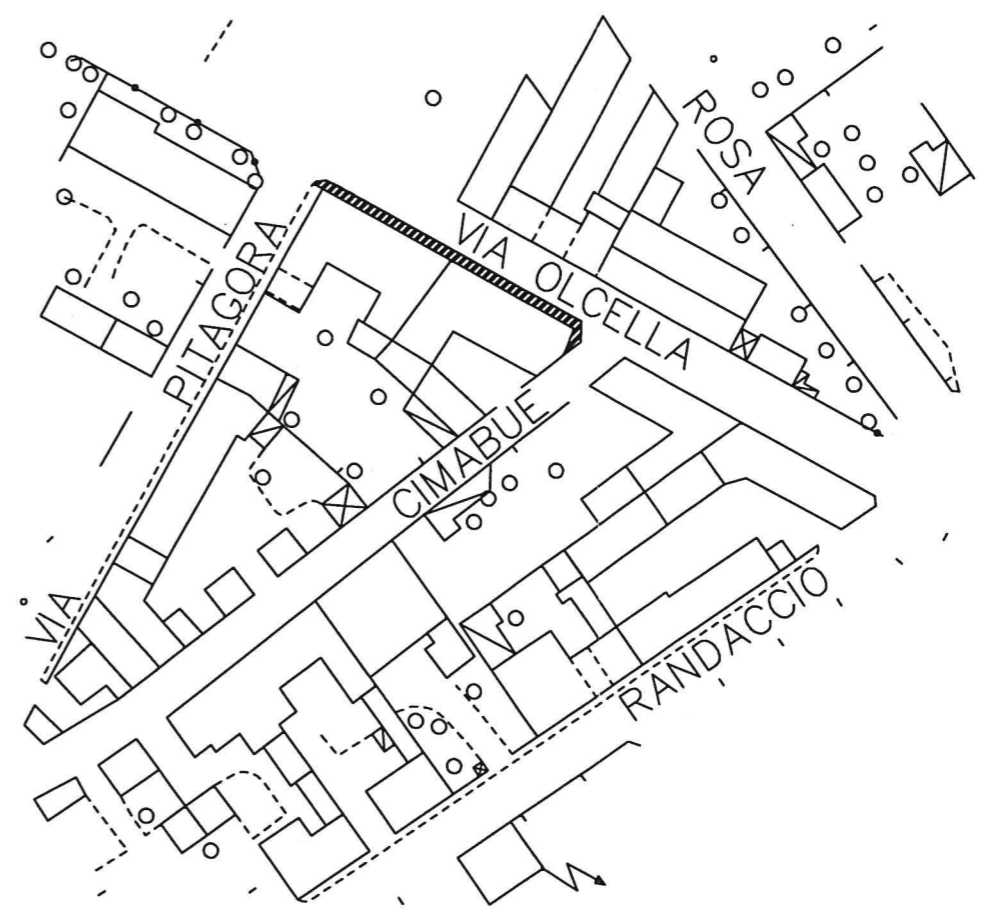 ROSA
VIA OLCELLA
VIA PITAGORA
CIMABUE
RANDACCIO